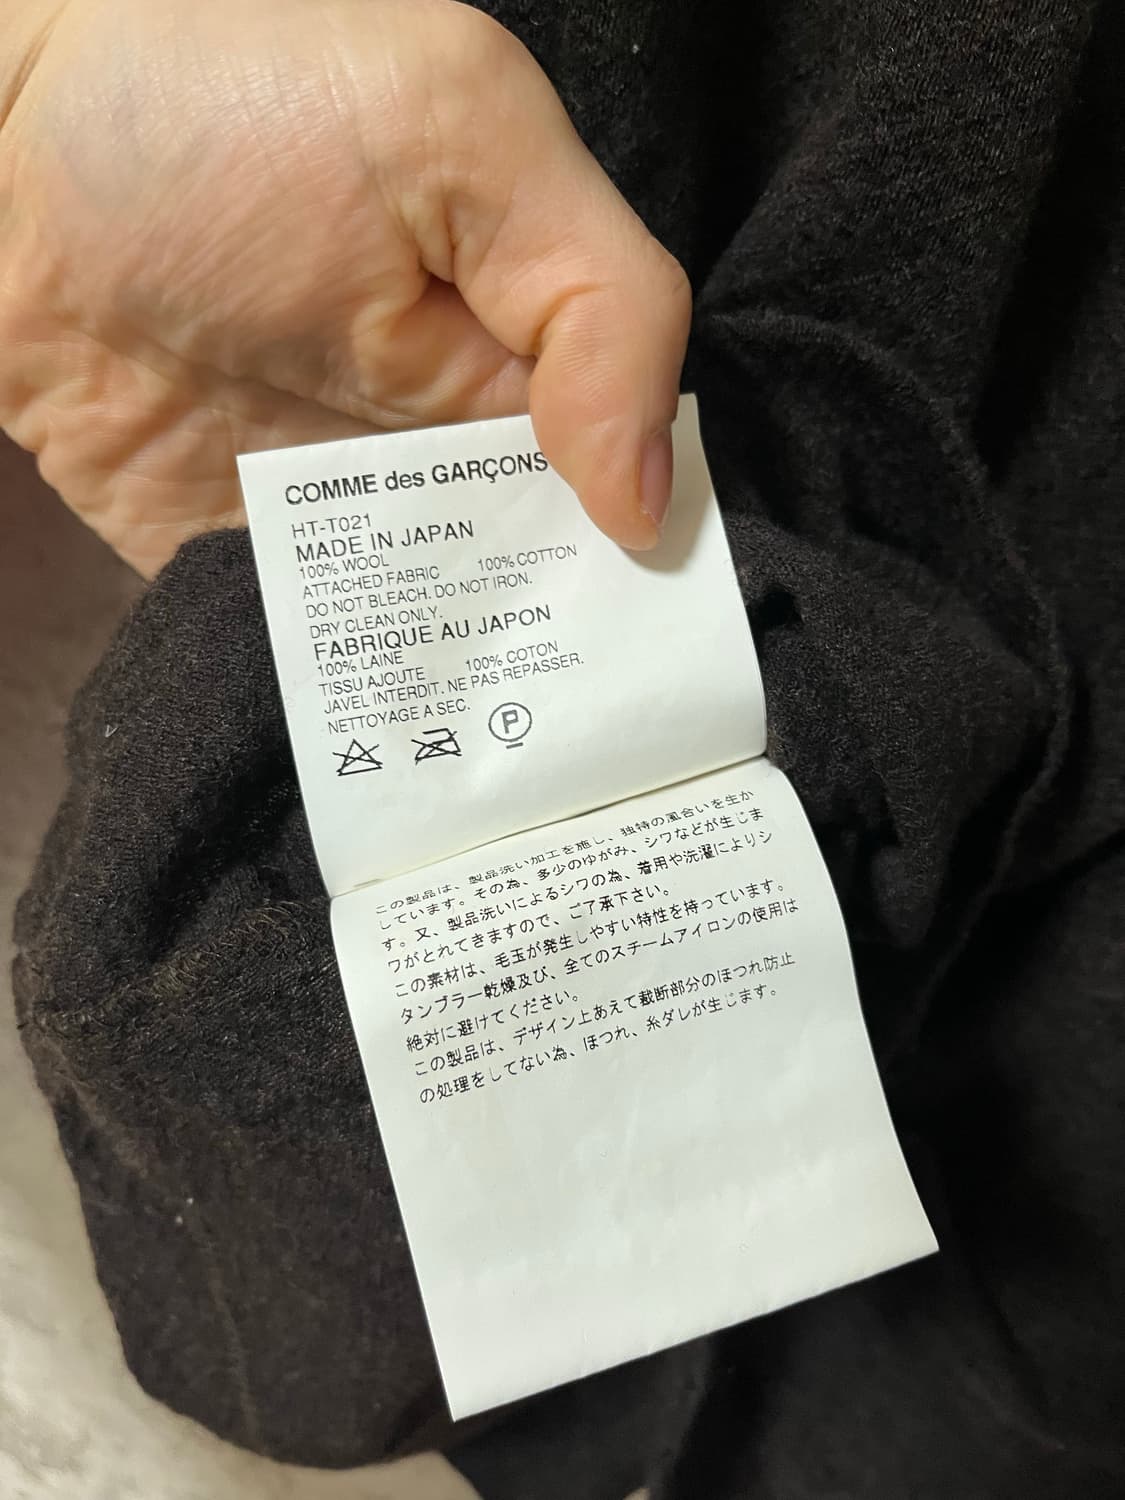 COMME des GARÇONS
HT-T021
MADE IN JAPAN
100% WOOL
ATTACHED FABRIC 100% COTTON
DO NOT BLEACH. DO NOT IRON.
DRY CLEAN ONLY.
FABRIQUE AU JAPON
100% LAINE
TISSU AJOUTE 100% COTON
JAVEL INTERDIT. NE PAS REPASSER.
NETTOYAGE A SEC.
P
この製品は、製品洗い加工を施し、独特の風合いを生か
しています。その為、多少のゆがみ、シワなどが生じま
す。又、製品洗いによるシワの為、着用や洗濯によりシ
ワがとれてきますので、ご了承下さい。
この素材は、毛玉が発生しやすい特性を持っています。
タンブラー乾燥及び、全てのスチームアイロンの使用は
絶対に避けてください。
この製品は、デザイン上あえて裁断部分のほつれ防止
の処理をしてない為、ほつれ、糸ダレが生じます。